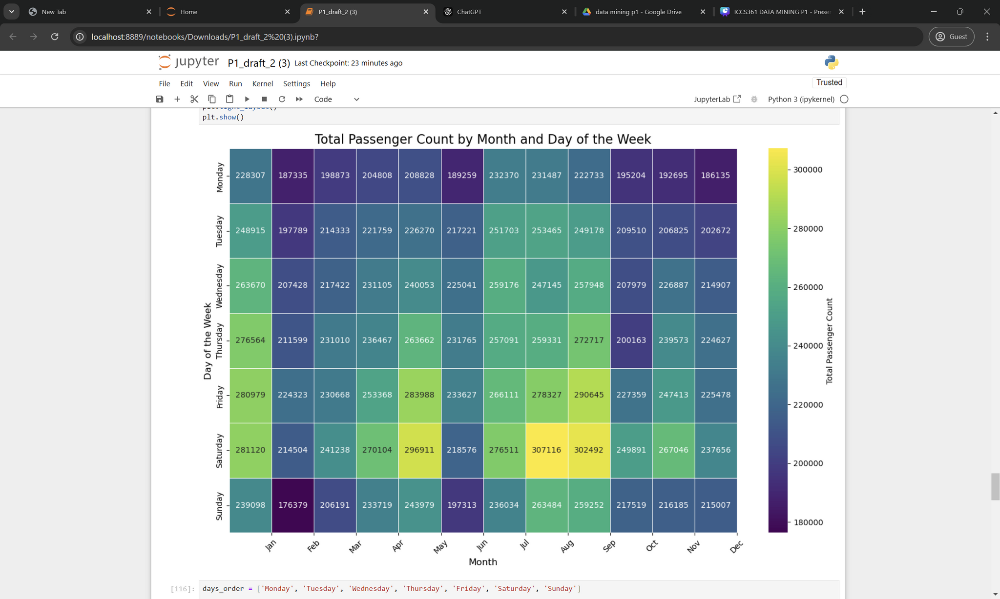 New Tab
Home
P1_draft_2 (3)
ChatGPT
data mining p1 - Google Drive
ICCS361 DATA MINING P1 - Prese
localhost:8889/notebooks/Downloads/P1_draft_2%20(3).ipynb?
Guest
jupyter P1_draft_2 (3) Last Checkpoint: 23 minutes ago
File Edit View Run Kernel Settings Help
Trusted
Code
JupyterLab
Python 3 (ipykernel)
plt.tight_layout()
plt.show()
Total Passenger Count by Month and Day of the Week
Day of the Week
Monday 228307 187335 198873 204808 208828 189259 232370 231487 222733 195204 192695 186135
Tuesday 248915 197789 214333 221759 226270 217221 251703 253465 249178 209510 206825 202672
Wednesday 263670 207428 217422 231105 240053 225041 259176 247145 257948 207979 226887 214907
Thursday 276564 211599 231010 236467 263662 231765 257091 259331 272717 200163 239573 224627
Friday 280979 224323 230668 253368 283988 233627 266111 278327 290645 227359 247413 225478
Saturday 281120 214504 241238 270104 296911 218576 276511 307116 302492 249891 267046 237656
Sunday 239098 176379 206191 233719 243979 197313 236034 263484 259252 217519 216185 215007
Jan Feb Mar Apr May Jun Jul Aug Sep Oct Nov Dec
Month
300000
280000
260000
240000
220000
200000
180000
Total Passenger Count
[116]: days_order = ['Monday', 'Tuesday', 'Wednesday', 'Thursday', 'Friday', 'Saturday', 'Sunday']